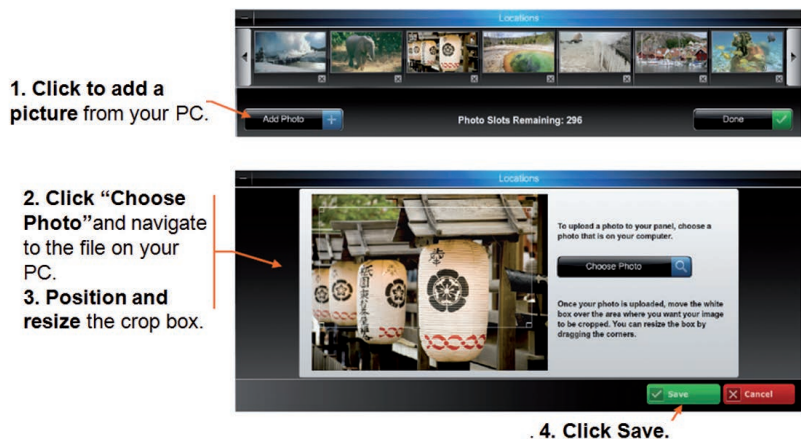 Locations
1. Click to add a
picture from your PC.
Add Photo
Photo Slots Remaining: 296
Done
2. Click “Choose
Photo”and navigate
to the file on your
PC.
3. Position and
resize the crop box.
Locations
To upload a photo to your panel, choose a
photo that is on your computer.
Choose Photo
Once your photo is uploaded, move the white
box over the area where you want your image
to be cropped. You can resize the box by
dragging the corners.
Save
Cancel
. 4. Click Save.